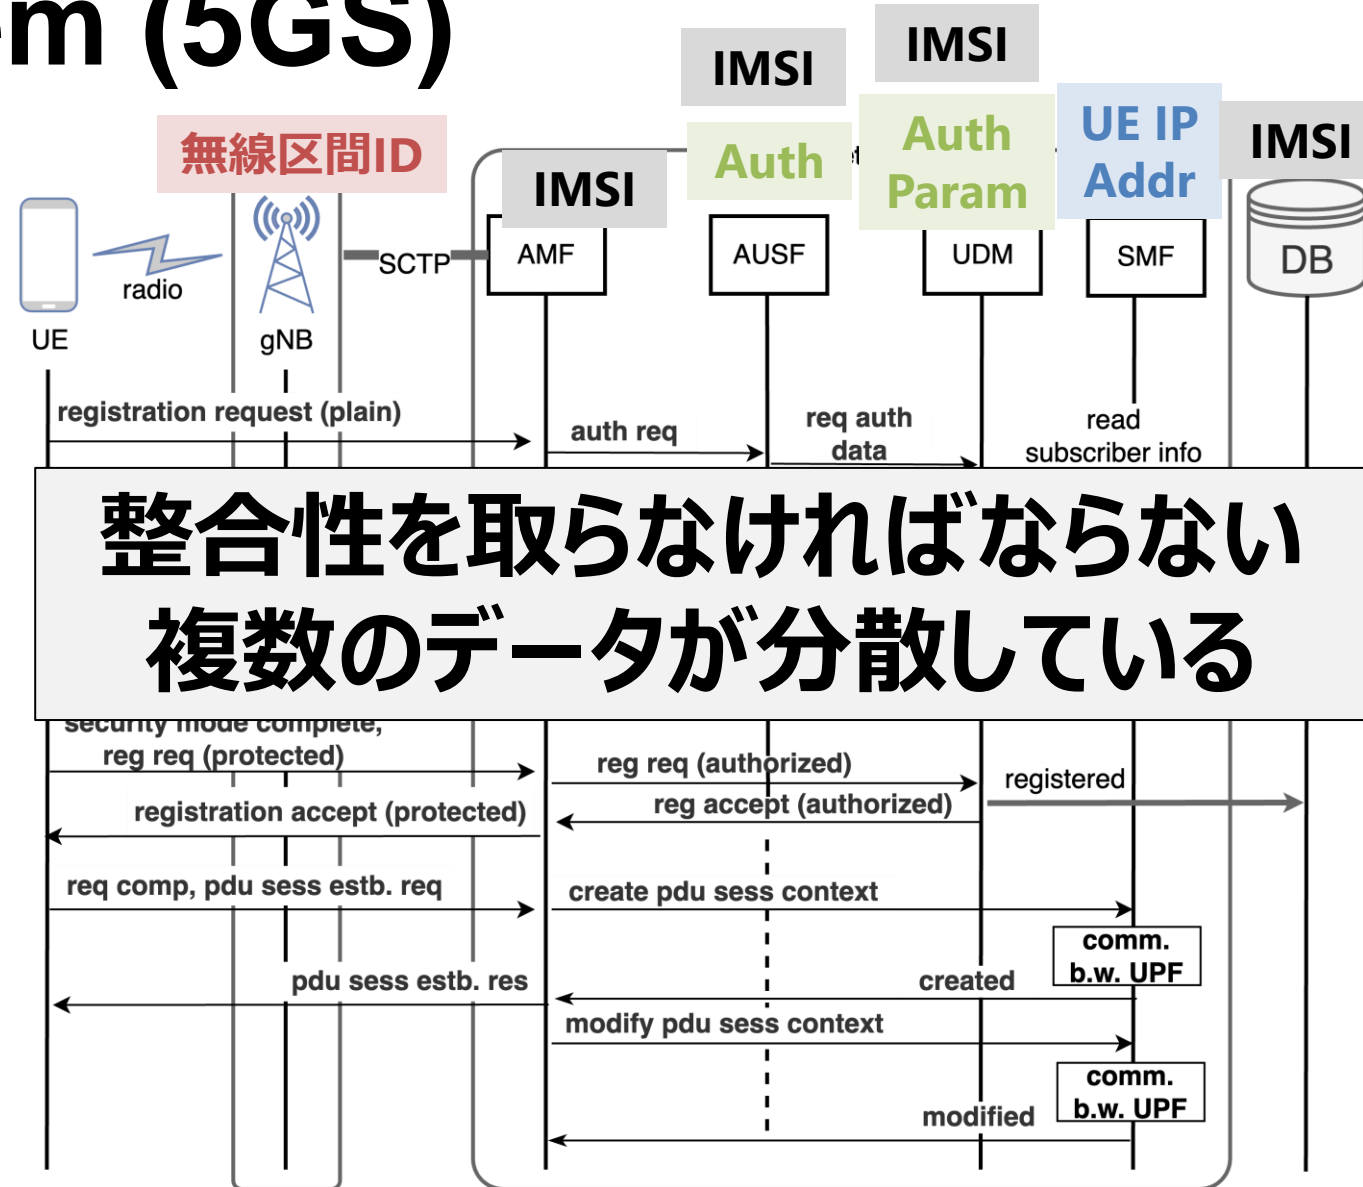 em (5GS)
IMSI
IMSI
無線区間ID
IMSI
Auth
Auth
Param
UE IP
Addr
IMSI
UE
radio
gNB
SCTP
AMF
AUSF
UDM
SMF
DB
registration request (plain)
auth req
req auth
data
read
subscriber info
整合性を取らなければならない
複数のデータが分散している
security mode complete,
reg req (protected)
reg req (authorized)
registered
registration accept (protected)
reg accept (authorized)
req comp, pdu sess estb. req
create pdu sess context
comm.
b.w. UPF
pdu sess estb. res
created
modify pdu sess context
comm.
b.w. UPF
modified